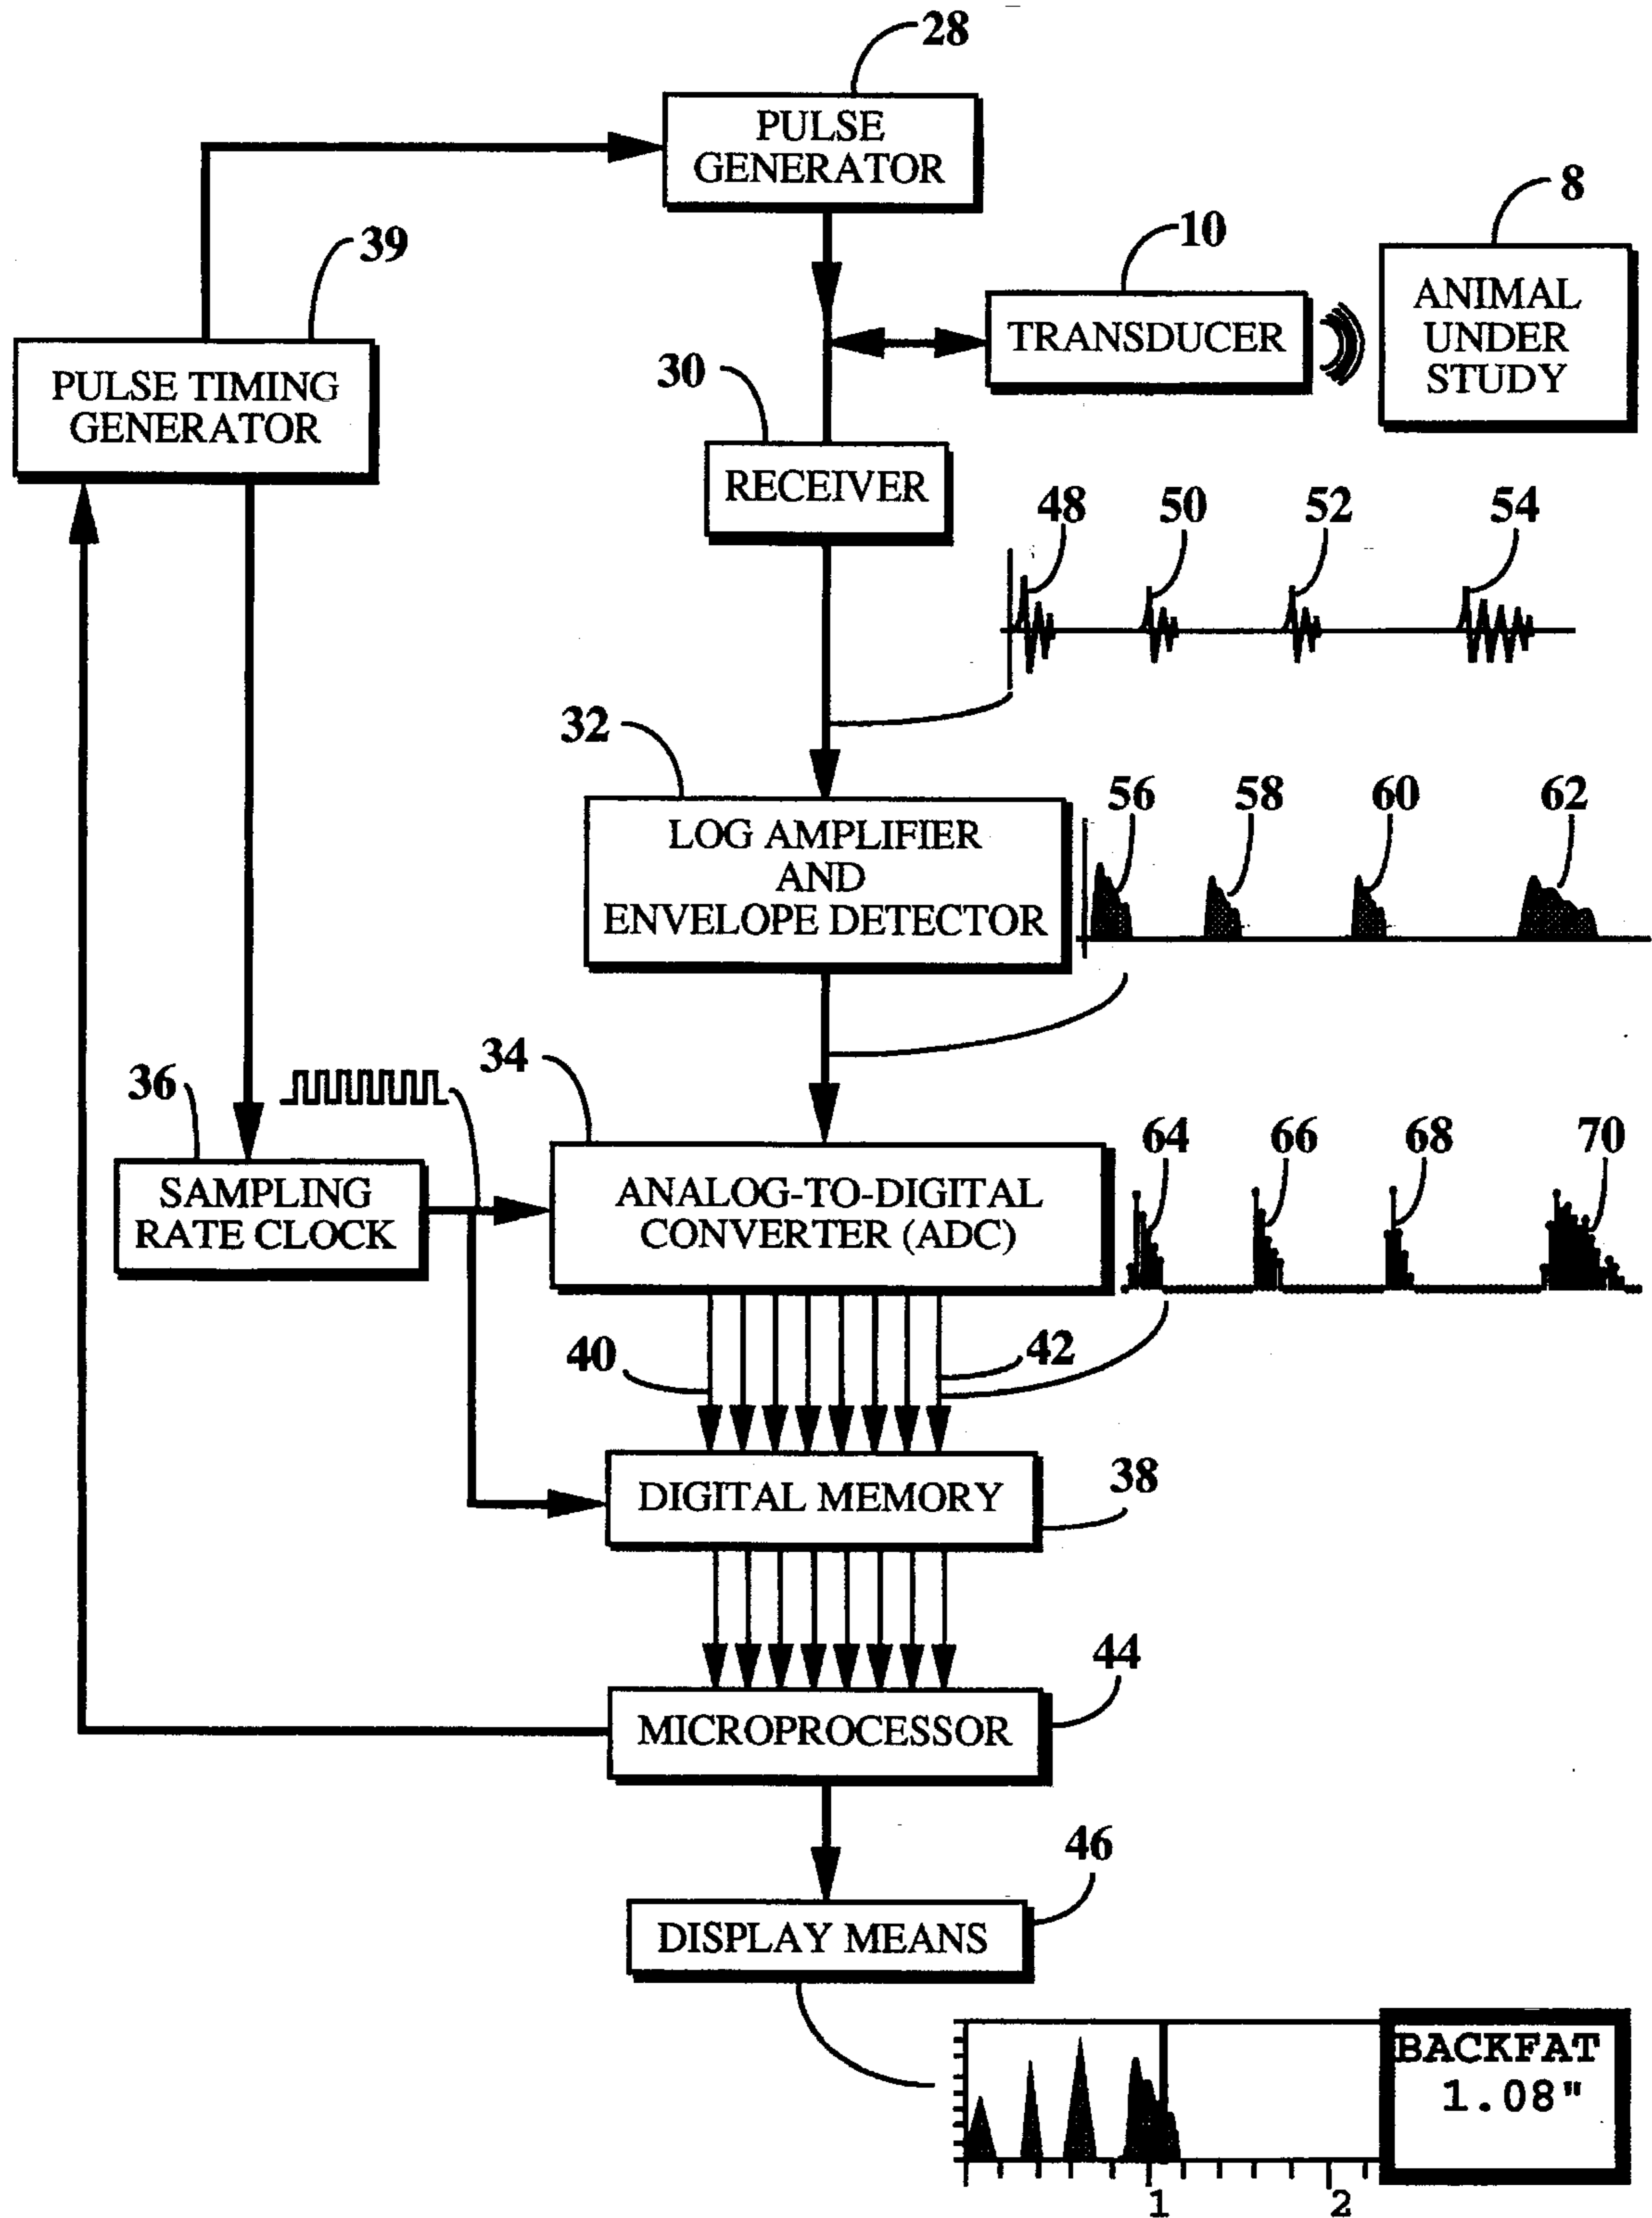 28
PULSE
GENERATOR
8
10
39
ANIMAL
UNDER
STUDY
TRANSDUCER
30
PULSE TIMING
GENERATOR
RECEIVER
48
50
52
54
32
56
58
60
62
LOG AMPLIFIER
AND
ENVELOPE DETECTOR
34
36
64
66
68
70
SAMPLING
RATE CLOCK
ANALOG-TO-DIGITAL
CONVERTER (ADC)
40
42
38
DIGITAL MEMORY
44
MICROPROCESSOR
46
DISPLAY MEANS
BACKFAT
1.08"
1
2